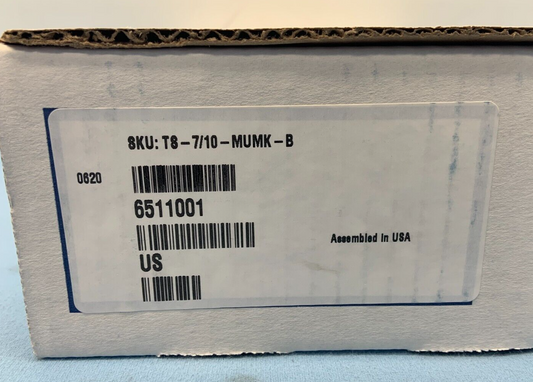 SKU: TS-7/10-MUMK-B
0620
6511001
Assembled in USA
US